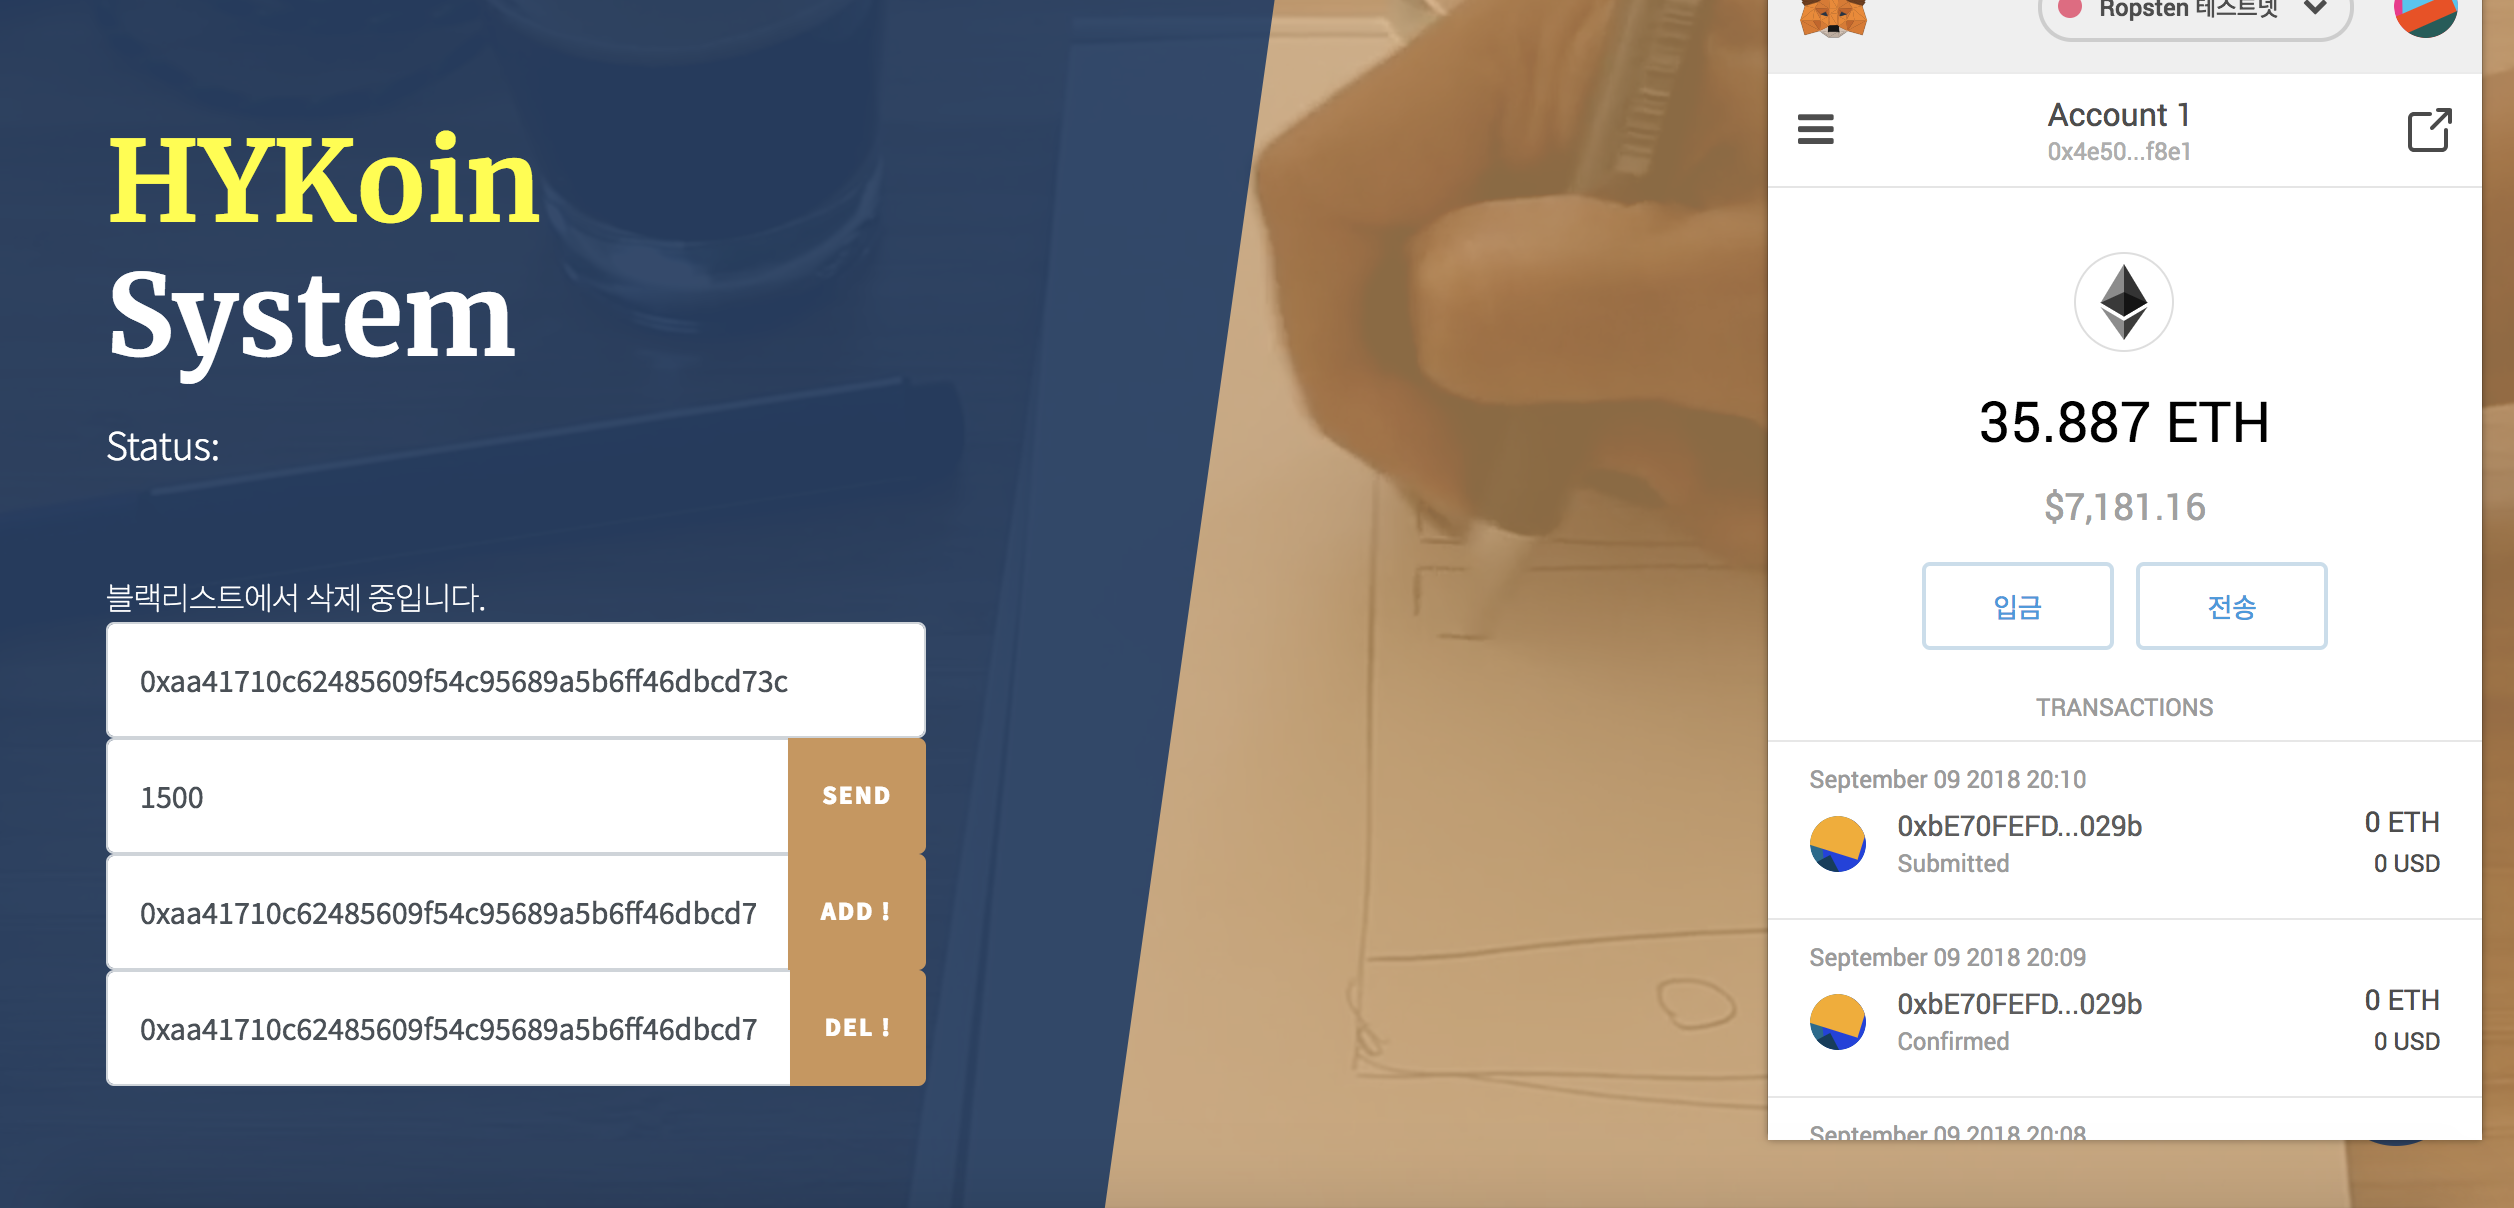 HYKoin
System
Status:
블랙리스트에서 삭제 중입니다.
0xaa41710c62485609f54c95689a5b6ff46dbcd73c
1500
SEND
0xaa41710c62485609f54c95689a5b6ff46dbcd7
ADD !
0xaa41710c62485609f54c95689a5b6ff46dbcd7
DEL !
Ropsten 테스트넷
Account 1
0x4e50...f8e1
35.887 ETH
$7,181.16
입금
전송
TRANSACTIONS
September 09 2018 20:10
0xbE70FEFD...029b
0 ETH
Submitted
0 USD
September 09 2018 20:09
0xbE70FEFD...029b
0 ETH
Confirmed
0 USD
September 09 2018 20:08